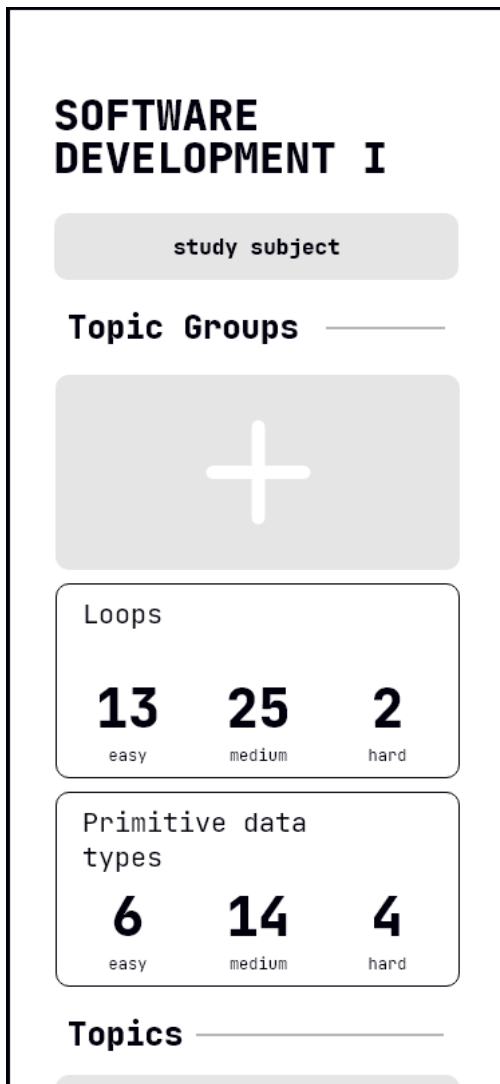 SOFTWARE
DEVELOPMENT I
study subject
Topic Groups
Loops
13 25 2
easy medium hard
Primitive data
types
6 14 4
easy medium hard
Topics